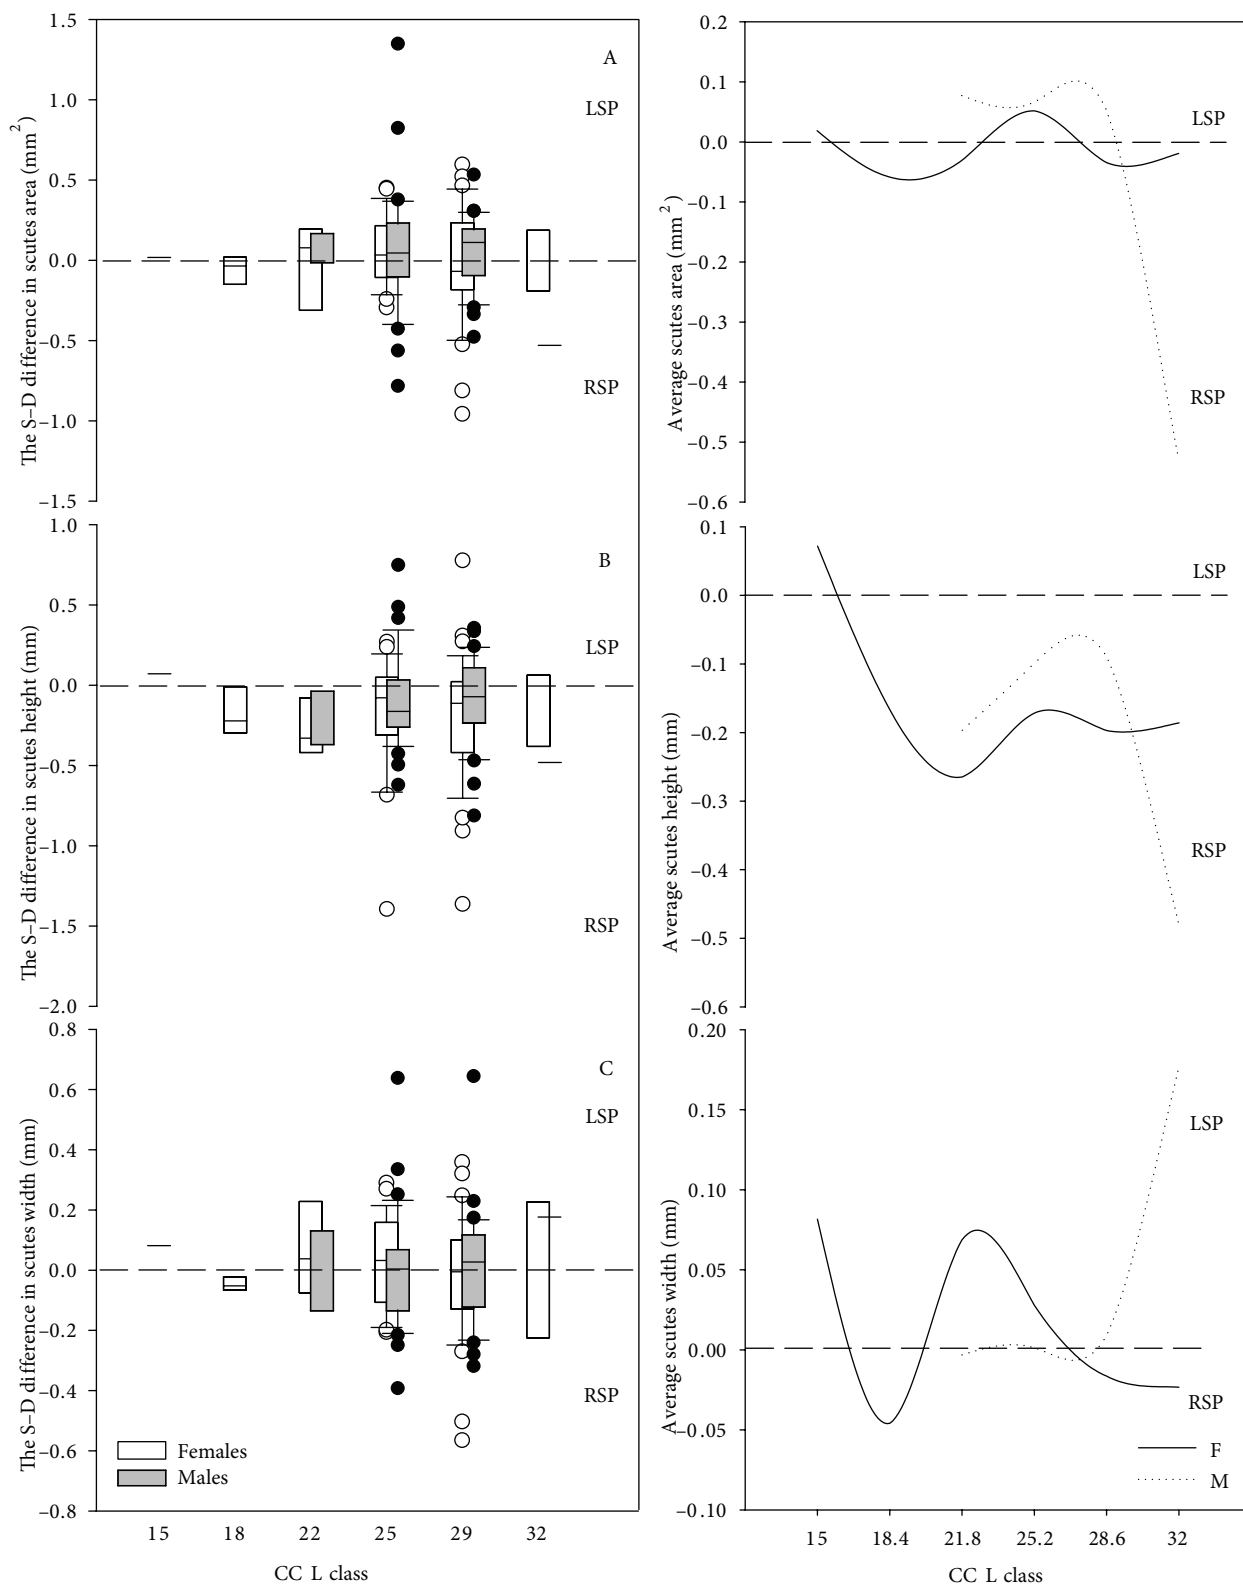 The S–D difference in scutes area (mm2)
1.5
1.0
0.5
0.0
–0.5
–1.0
–1.5
A
LSP
RSP
Average scutes area (mm2)
0.2
0.1
0.0
–0.1
–0.2
–0.3
–0.4
–0.5
–0.6
LSP
RSP
The S–D difference in scutes height (mm)
1.0
0.5
0.0
–0.5
–1.0
–1.5
–2.0
B
LSP
RSP
Average scutes height (mm)
0.1
0.0
–0.1
–0.2
–0.3
–0.4
–0.5
–0.6
LSP
RSP
The S–D difference in scutes width (mm)
0.8
0.6
0.4
0.2
0.0
–0.2
–0.4
–0.6
–0.8
C
LSP
RSP
Females
Males
15 18 22 25 29 32
CC L class
Average scutes width (mm)
0.20
0.15
0.10
0.05
0.00
–0.05
–0.10
LSP
RSP
F
M
15 18.4 21.8 25.2 28.6 32
CC L class